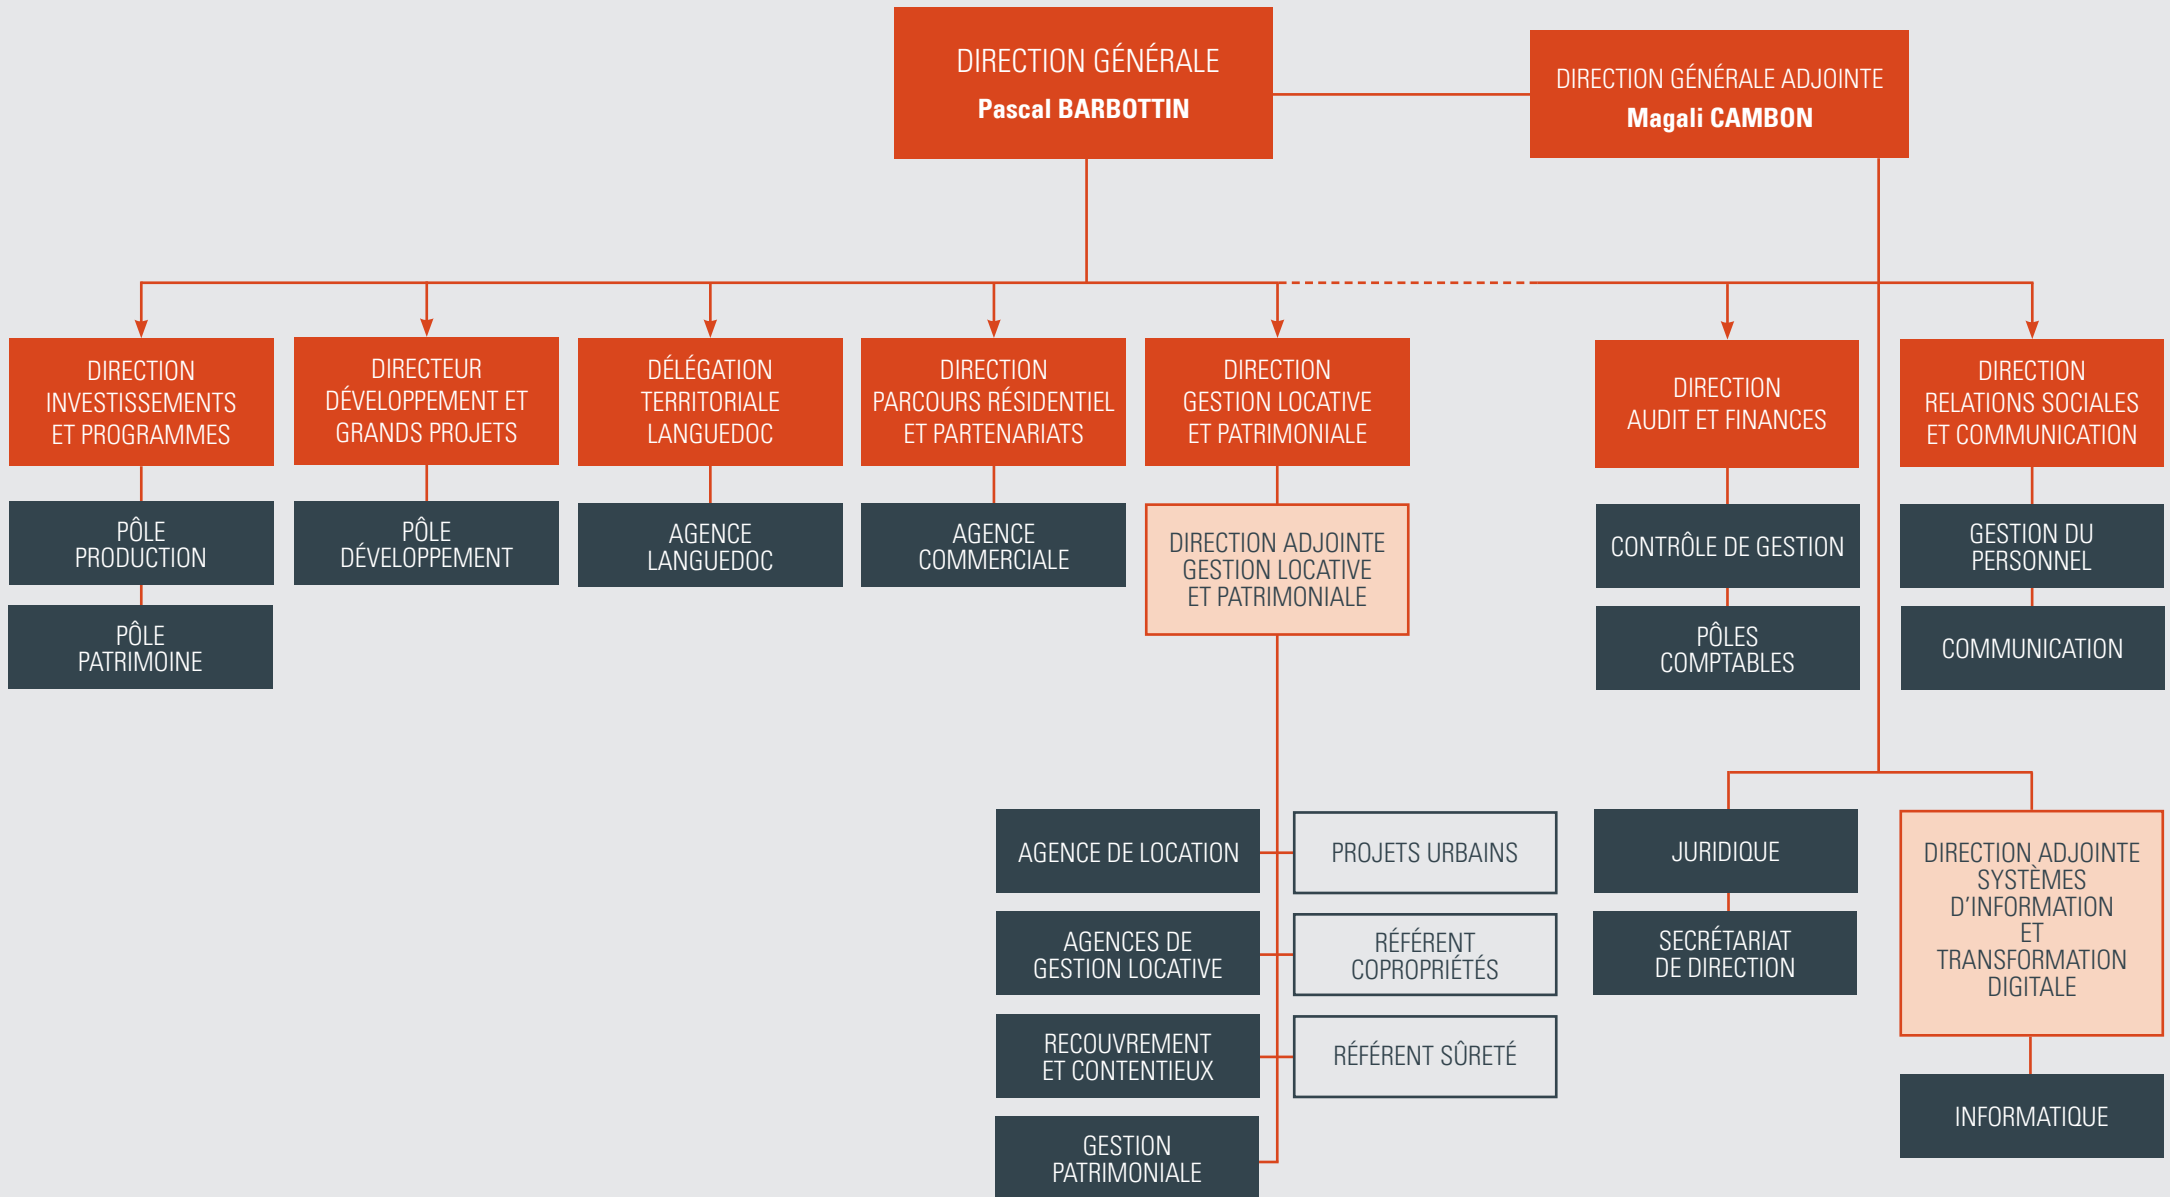 DIRECTION GÉNÉRALE
Pascal BARBOTTIN
DIRECTION GÉNÉRALE ADJOINTE
Magali CAMBON
DIRECTION
INVESTISSEMENTS
ET PROGRAMMES
DIRECTEUR
DÉVELOPPEMENT ET
GRANDS PROJETS
DÉLÉGATION
TERRITORIALE
LANGUEDOC
DIRECTION
PARCOURS RÉSIDENTIEL
ET PARTENARIATS
DIRECTION
GESTION LOCATIVE
ET PATRIMONIALE
DIRECTION
AUDIT ET FINANCES
DIRECTION
RELATIONS SOCIALES
ET COMMUNICATION
PÔLE
PRODUCTION
PÔLE
DÉVELOPPEMENT
AGENCE
LANGUEDOC
AGENCE
COMMERCIALE
DIRECTION ADJOINTE
GESTION LOCATIVE
ET PATRIMONIALE
CONTRÔLE DE GESTION
GESTION DU
PERSONNEL
PÔLE
PATRIMOINE
PÔLES
COMPTABLES
COMMUNICATION
AGENCE DE LOCATION
PROJETS URBAINS
JURIDIQUE
DIRECTION ADJOINTE
SYSTÈMES
D'INFORMATION
ET
TRANSFORMATION
DIGITALE
AGENCES DE
GESTION LOCATIVE
RÉFÉRENT
COPROPRIÉTÉS
SECRÉTARIAT
DE DIRECTION
RECOUVREMENT
ET CONTENTIEUX
RÉFÉRENT SÛRETÉ
INFORMATIQUE
GESTION
PATRIMONIALE